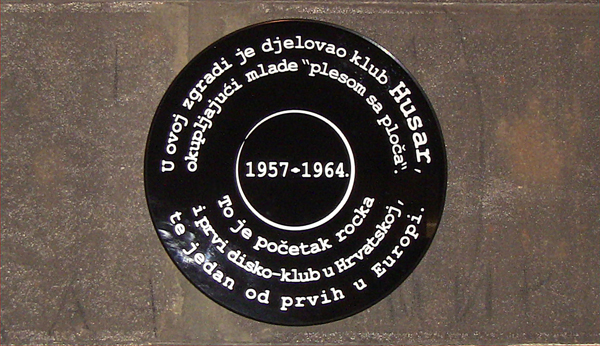 U ovoj zgradi je djelovao klub Husar,
okupljajući mlade "plesom sa ploča".
1957-1964.
To je početak rocka
i prvi disko-klub u Hrvatskoj,
te jedan od prvih u Europi.